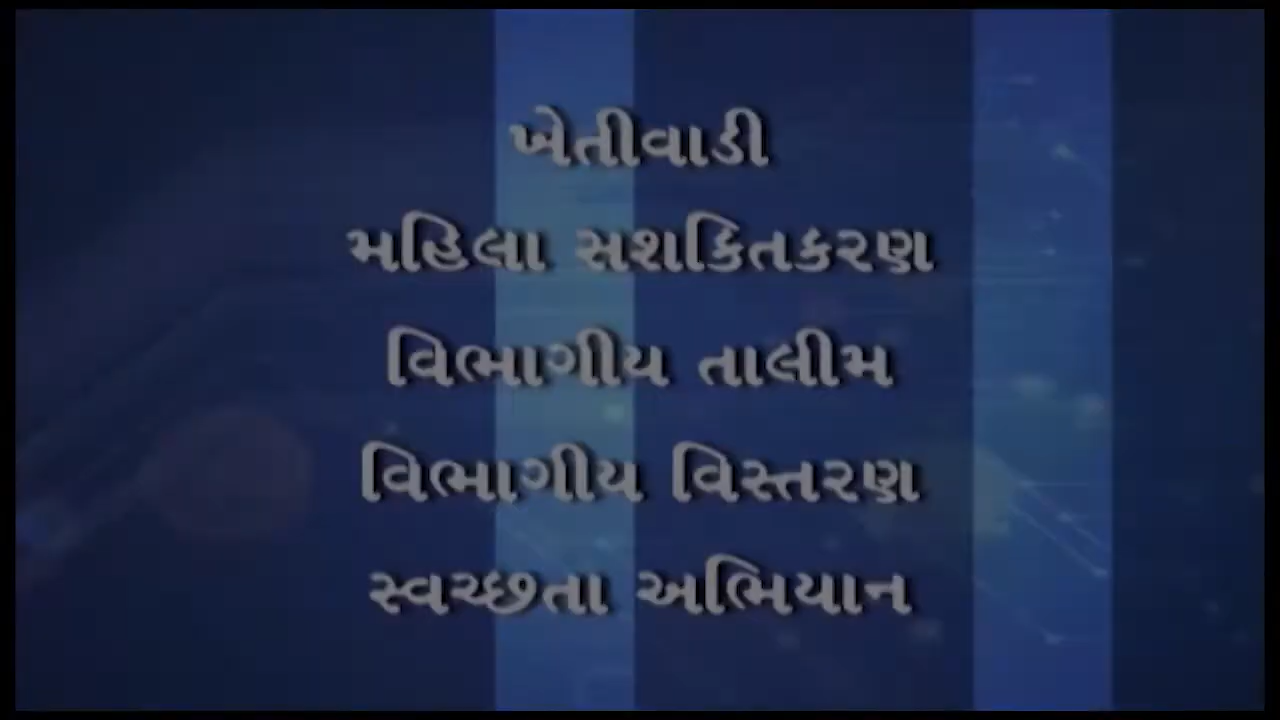 ખેતીવાડી
મહિલા સશકિતકરણ
વિભાગીય તાલીમ
વિભાગીય વિસ્તરણ
સ્વચ્છતા અભિયાન